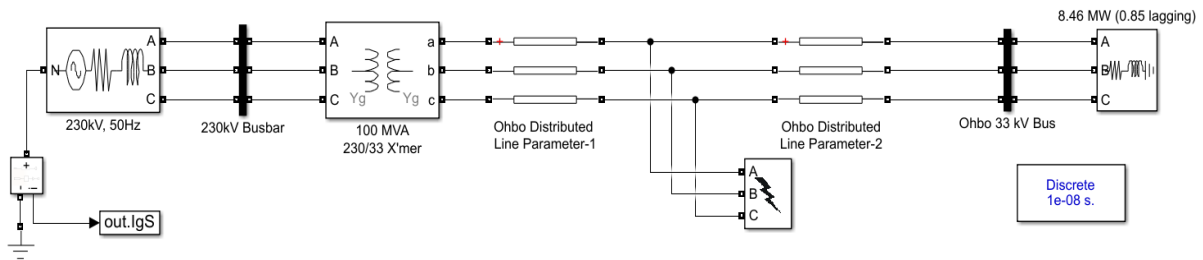 8.46 MW (0.85 lagging)
A
B
C
N
230kV, 50Hz
230kV Busbar
A
B
C
a
b
c
Yg
Yg
100 MVA
230/33 X'mer
+
Ohbo Distributed
Line Parameter-1
+
Ohbo Distributed
Line Parameter-2
Ohbo 33 kV Bus
A
B
C
A
B
C
+
-
out.IgS
Discrete
1e-08 s.